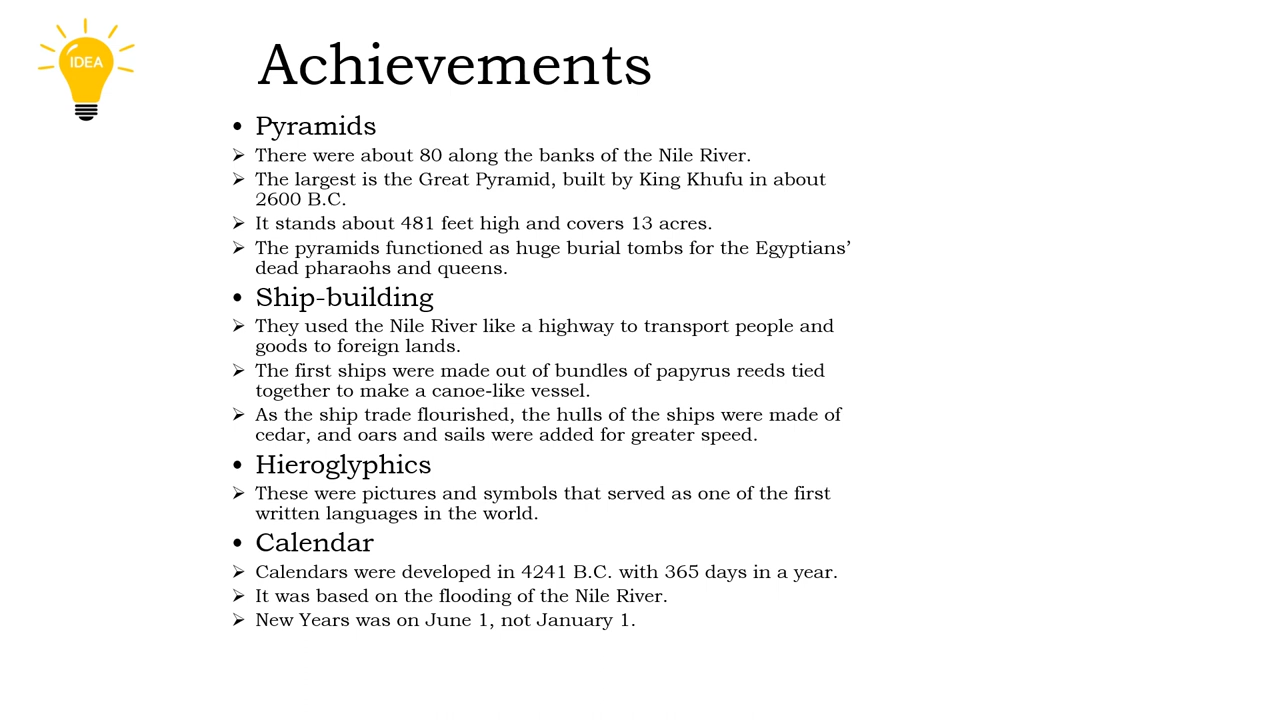 IDEA
Achievements
• Pyramids
➢ There were about 80 along the banks of the Nile River.
➢ The largest is the Great Pyramid, built by King Khufu in about
2600 B.C.
➢ It stands about 481 feet high and covers 13 acres.
➢ The pyramids functioned as huge burial tombs for the Egyptians’
dead pharaohs and queens.
• Ship-building
➢ They used the Nile River like a highway to transport people and
goods to foreign lands.
➢ The first ships were made out of bundles of papyrus reeds tied
together to make a canoe-like vessel.
➢ As the ship trade flourished, the hulls of the ships were made of
cedar, and oars and sails were added for greater speed.
• Hieroglyphics
➢ These were pictures and symbols that served as one of the first
written languages in the world.
• Calendar
➢ Calendars were developed in 4241 B.C. with 365 days in a year.
➢ It was based on the flooding of the Nile River.
➢ New Years was on June 1, not January 1.